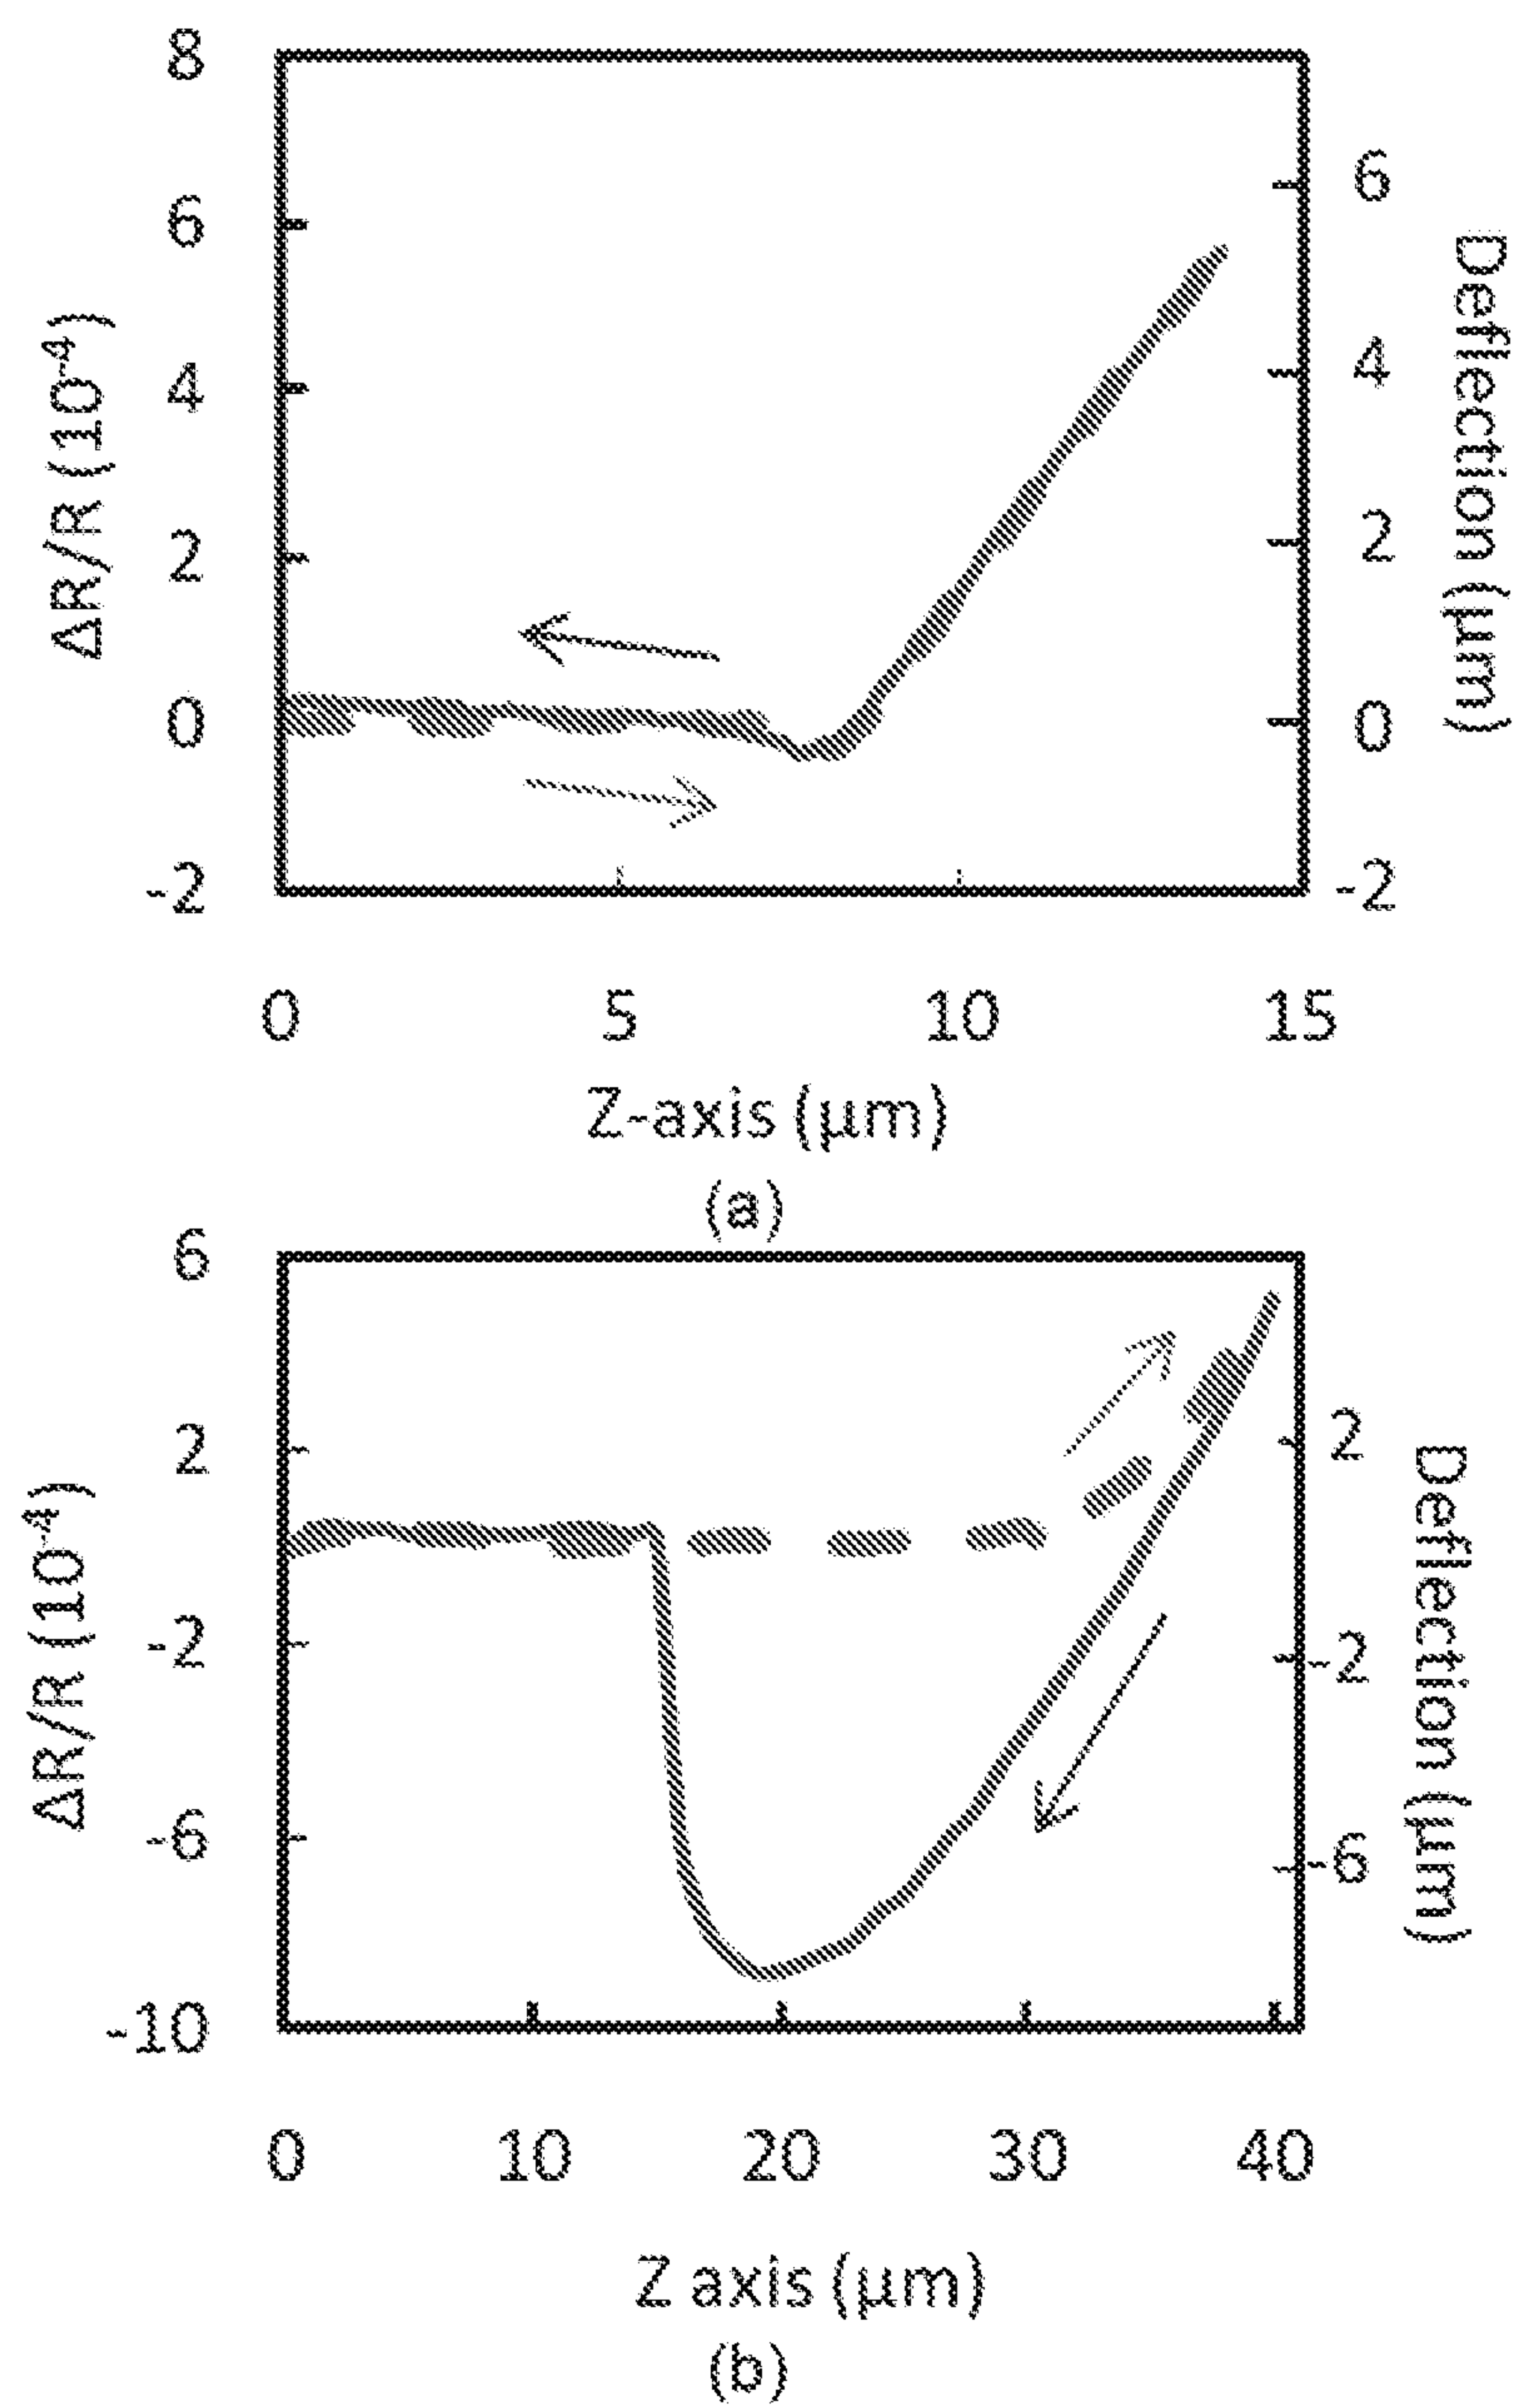 8
6
4
2
0
-2
ΔR/R (10⁻⁴)
6
4
2
0
-2
Deflection (μm)
0 5 10 15
Z-axis (μm)
(a)
6
2
-2
-6
-10
ΔR/R (10⁻⁴)
2
-2
-6
Deflection (μm)
0 10 20 30 40
Z axis (μm)
(b)